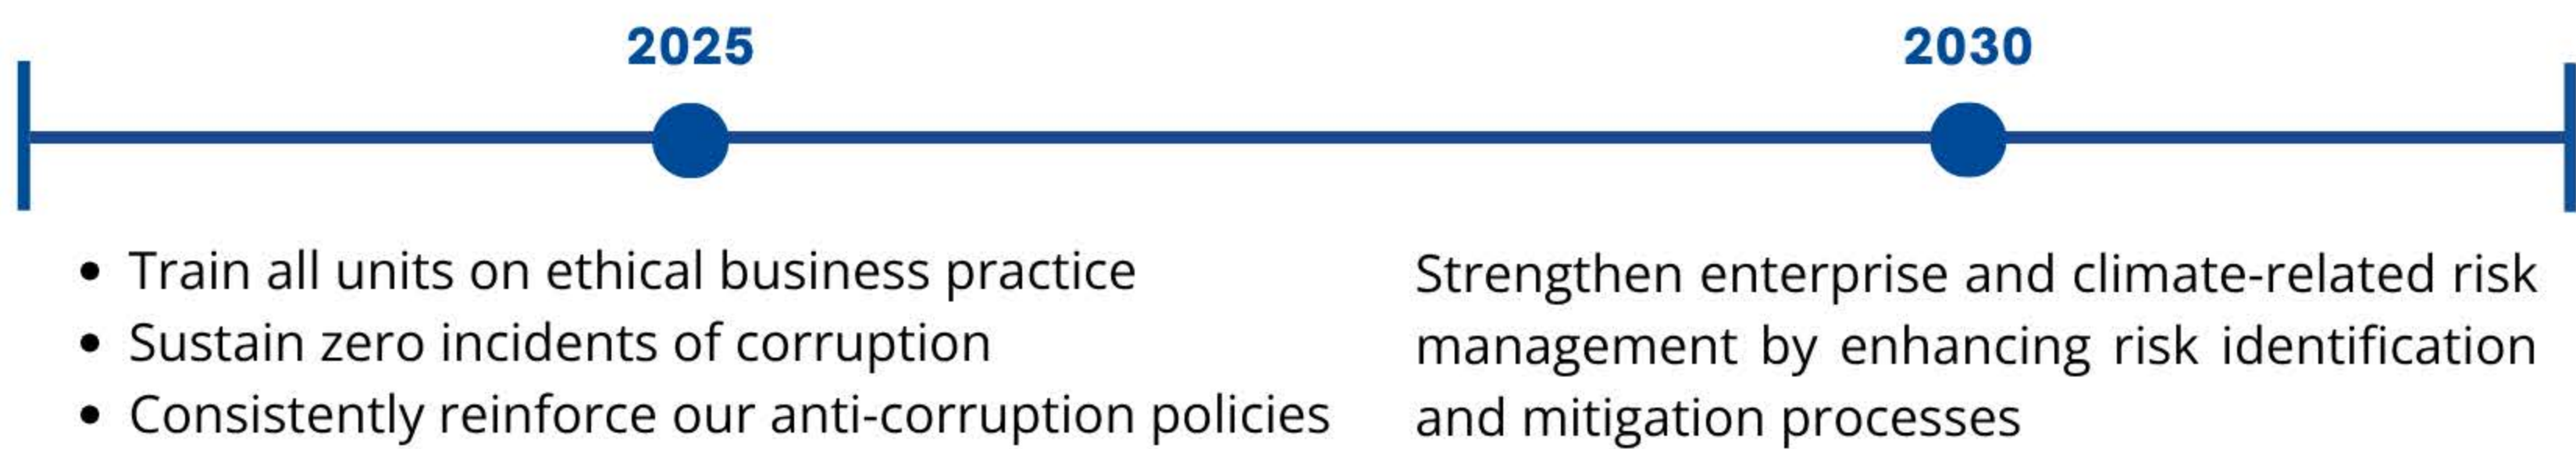 2025
2030
• Train all units on ethical business practice
• Sustain zero incidents of corruption
• Consistently reinforce our anti-corruption policies
Strengthen enterprise and climate-related risk
management by enhancing risk identification
and mitigation processes